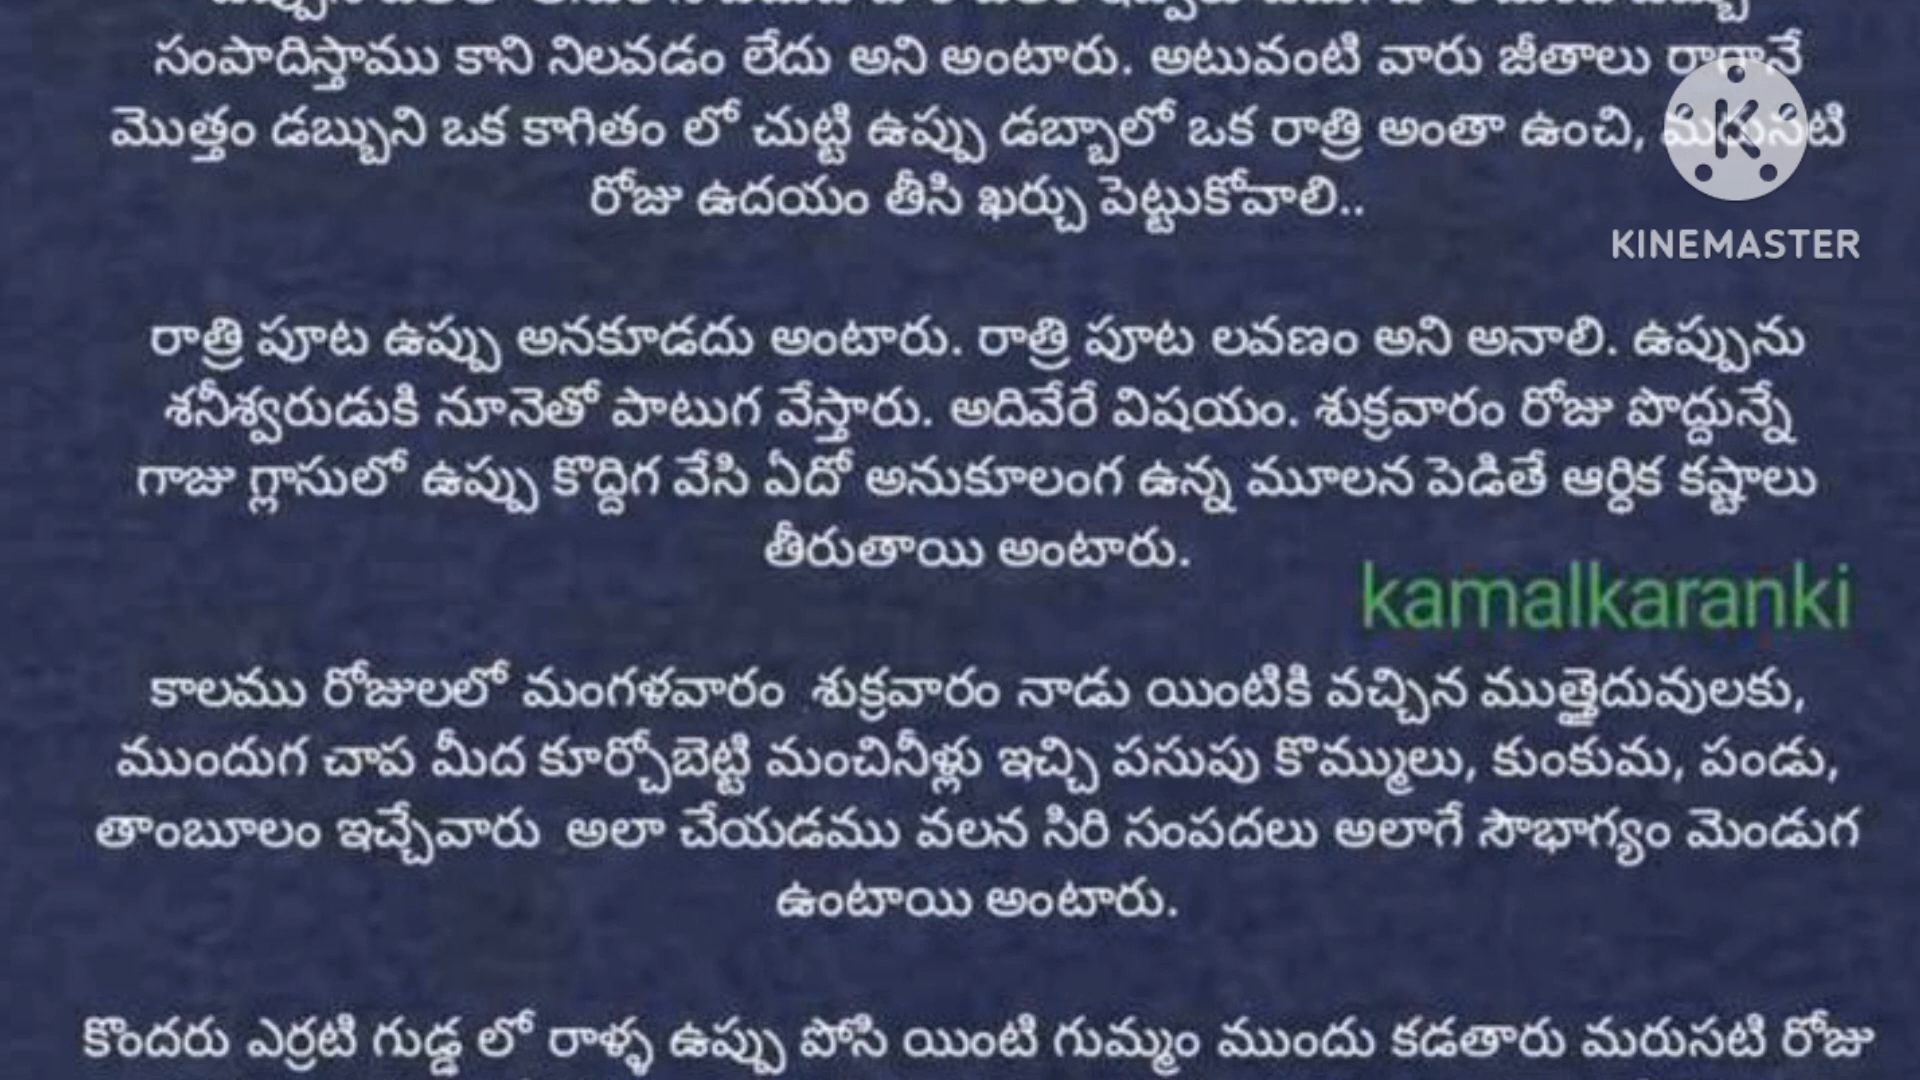 సంపాదిస్తాము కాని నిలవడం లేదు అని అంటారు. అటువంటి వారు జీతాలు రాగానే
మొత్తం డబ్బుని ఒక కాగితం లో చుట్టి ఉప్పు డబ్బాలో ఒక రాత్రి అంతా ఉంచి, మరుసటి
రోజు ఉదయం తీసి ఖర్చు పెట్టుకోవాలి..
KINEMASTER
రాత్రి పూట ఉప్పు అనకూడదు అంటారు. రాత్రి పూట లవణం అని అనాలి. ఉప్పును
శనీశ్వరుడుకి నూనెతో పాటుగ వేస్తారు. అదివేరే విషయం. శుక్రవారం రోజు పొద్దున్నే
గాజు గ్లాసులో ఉప్పు కొద్దిగ వేసి ఏదో అనుకూలంగ ఉన్న మూలన పెడితే ఆర్ధిక కష్టాలు
తీరుతాయి అంటారు.
kamalkaranki
కాలము రోజులలో మంగళవారం శుక్రవారం నాడు యింటికి వచ్చిన ముత్తైదువులకు,
ముందుగ చాప మీద కూర్చోబెట్టి మంచినీళ్లు ఇచ్చి పసుపు కొమ్ములు, కుంకుమ, పండు,
తాంబూలం ఇచ్చేవారు అలా చేయడము వలన సిరి సంపదలు అలాగే సౌభాగ్యం మెండుగ
ఉంటాయి అంటారు.
కొందరు ఎర్రటి గుడ్డ లో రాళ్ళ ఉప్పు పోసి యింటి గుమ్మం ముందు కడతారు మరుసటి రోజు